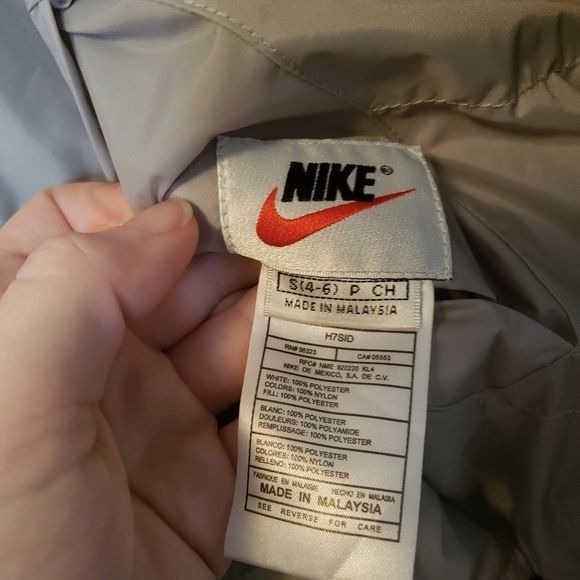 NIKE®
S(4-6) P CH
MADE IN MALAYSIA
H7SID
RN# 56323 CA# 05553
RFC# NME 920220 KL4
NIKE DE MEXICO, S.A. DE C.V.
WHITE: 100% POLYESTER
COLORS: 100% NYLON
FILL: 100% POLYESTER
BLANC: 100% POLYESTER
DOULEURS: 100% POLYAMIDE
REMPLISSAGE: 100% POLYESTER
BLANCO: 100% POLYESTER
COLORES: 100% NYLON
RELLENO: 100% POLYESTER
FABRIQUE EN MALAISIE HECHO EN MALASIA
MADE IN MALAYSIA
SEE REVERSE FOR CARE